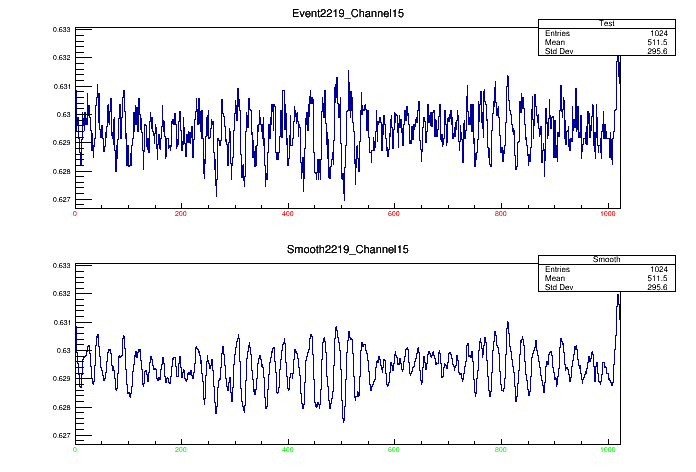 Event2219_Channel15
Test
Entries 1024
Mean 511.5
Std Dev 295.6
0.633
0.632
0.631
0.63
0.629
0.628
0.627
0 200 400 600 800 1000
Smooth2219_Channel15
Smooth
Entries 1024
Mean 511.5
Std Dev 295.6
0.633
0.632
0.631
0.63
0.629
0.628
0.627
0 200 400 600 800 1000